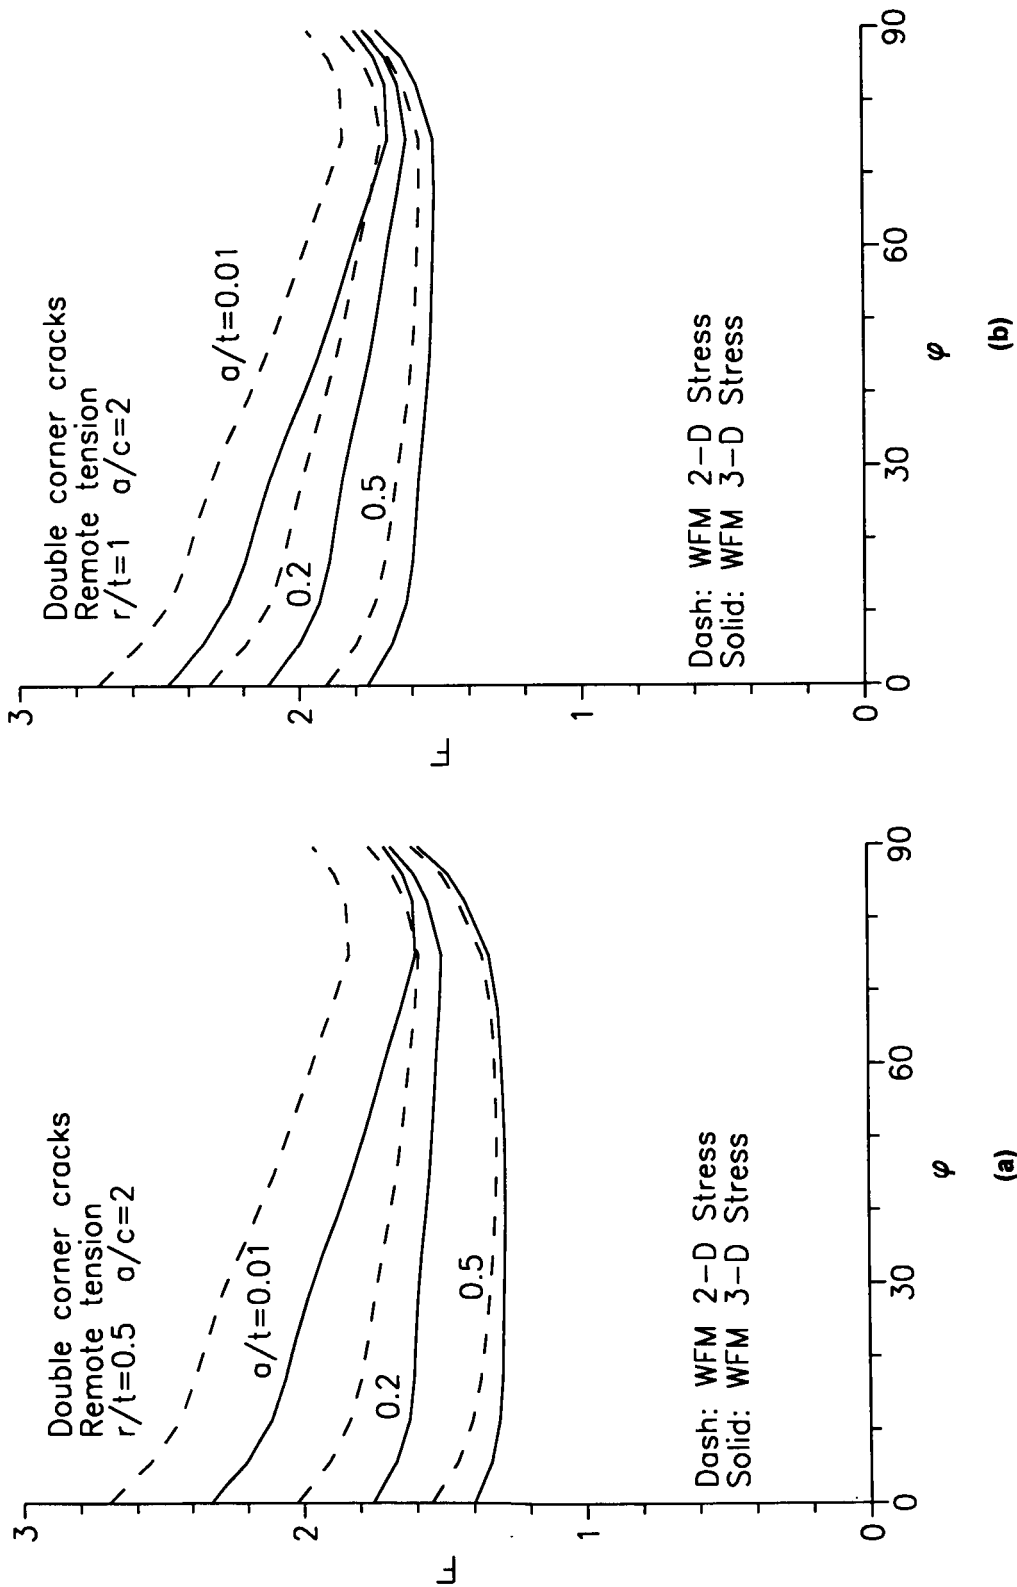 Double corner cracks
Remote tension
r/t=0.5 a/c=2
3
2
1
0
F
a/t=0.01
0.2
0.5
Dash: WFM 2-D Stress
Solid: WFM 3-D Stress
0
30
60
90
φ
(a)
Double corner cracks
Remote tension
r/t=1 a/c=2
3
2
1
0
F
a/t=0.01
0.2
0.5
Dash: WFM 2-D Stress
Solid: WFM 3-D Stress
0
30
60
90
φ
(b)